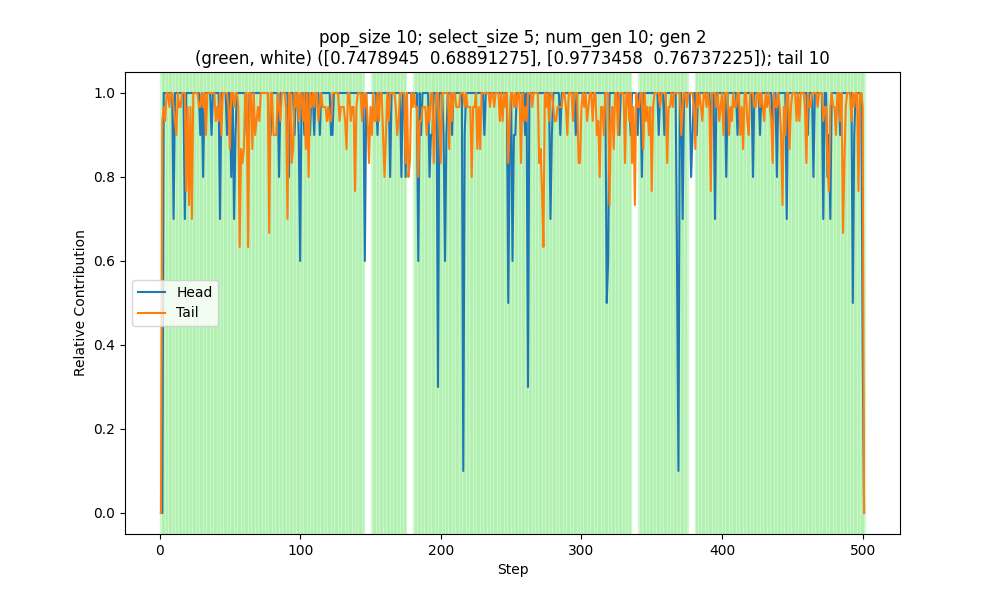 pop_size 10; select_size 5; num_gen 10; gen 2
(green, white) ([0.7478945  0.68891275], [0.9773458  0.76737225]); tail 10
1.0
0.8
0.6
0.4
0.2
0.0
Relative Contribution
Head
Tail
0 100 200 300 400 500
Step